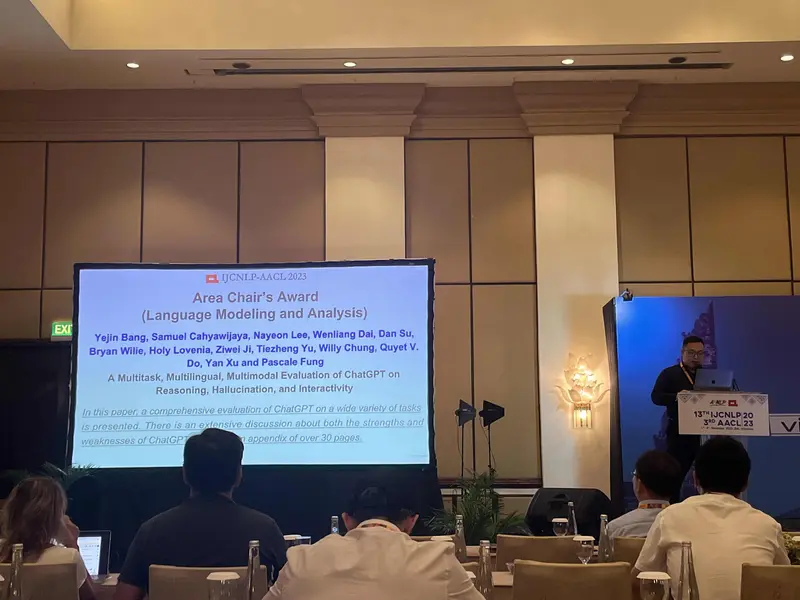 IJCNLP-AACL 2023
Area Chair's Award
(Language Modeling and Analysis)
Yejin Bang, Samuel Cahyawijaya, Nayeon Lee, Wenliang Dai, Dan Su,
Bryan Wilie, Holy Lovenia, Ziwei Ji, Tiezheng Yu, Willy Chung, Quyet V.
Do, Yan Xu and Pascale Fung
A Multitask, Multilingual, Multimodal Evaluation of ChatGPT on
Reasoning, Hallucination, and Interactivity
In this paper, a comprehensive evaluation of ChatGPT on a wide variety of tasks
is presented. There is an extensive discussion about both the strengths and
weaknesses of ChatGPT appendix of over 30 pages.
EXI
13TH IJCNLP 20
3RD AACL 23
Vi